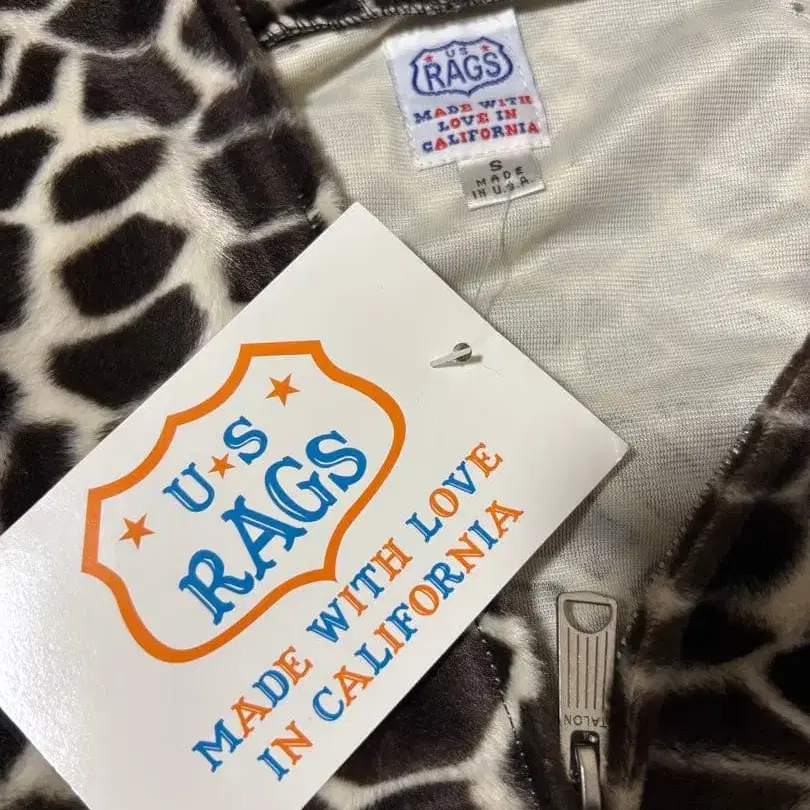 US
RAGS
MADE WITH
LOVE IN
CALIFORNIA
S
MADE
IN U.S.A.
U★S
RAGS
MADE WITH LOVE
IN CALIFORNIA
TALON